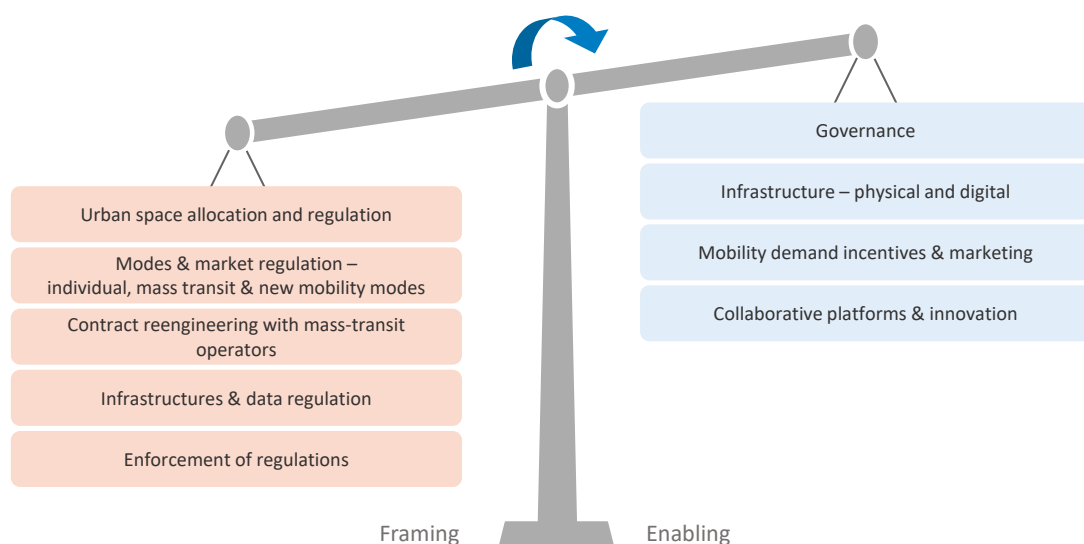 Governance
Infrastructure – physical and digital
Mobility demand incentives & marketing
Collaborative platforms & innovation
Urban space allocation and regulation
Modes & market regulation –
individual, mass transit & new mobility modes
Contract reengineering with mass-transit
operators
Infrastructures & data regulation
Enforcement of regulations
Framing
Enabling